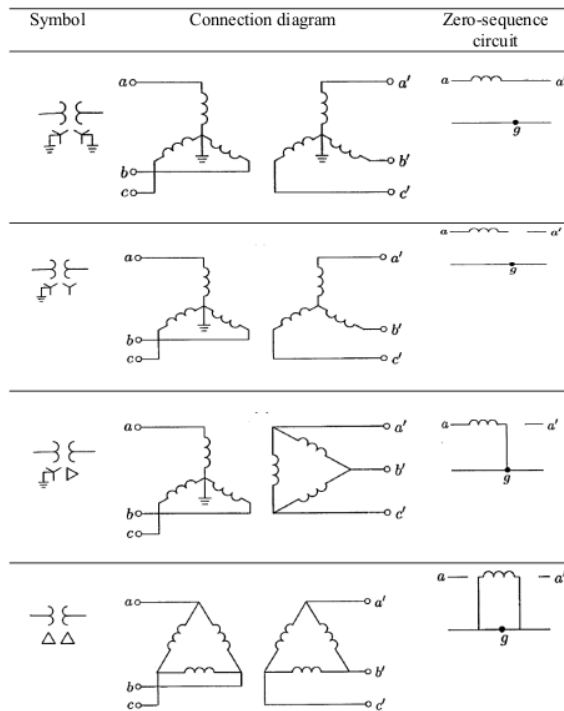 Symbol Connection diagram Zero-sequence
circuit
a a' a a'
g
b b'
c c'
a a'
a a'
g
b b'
c c'
a a' a a'
b' g
b
c c'
a a'
a a'
g
b b'
c c'